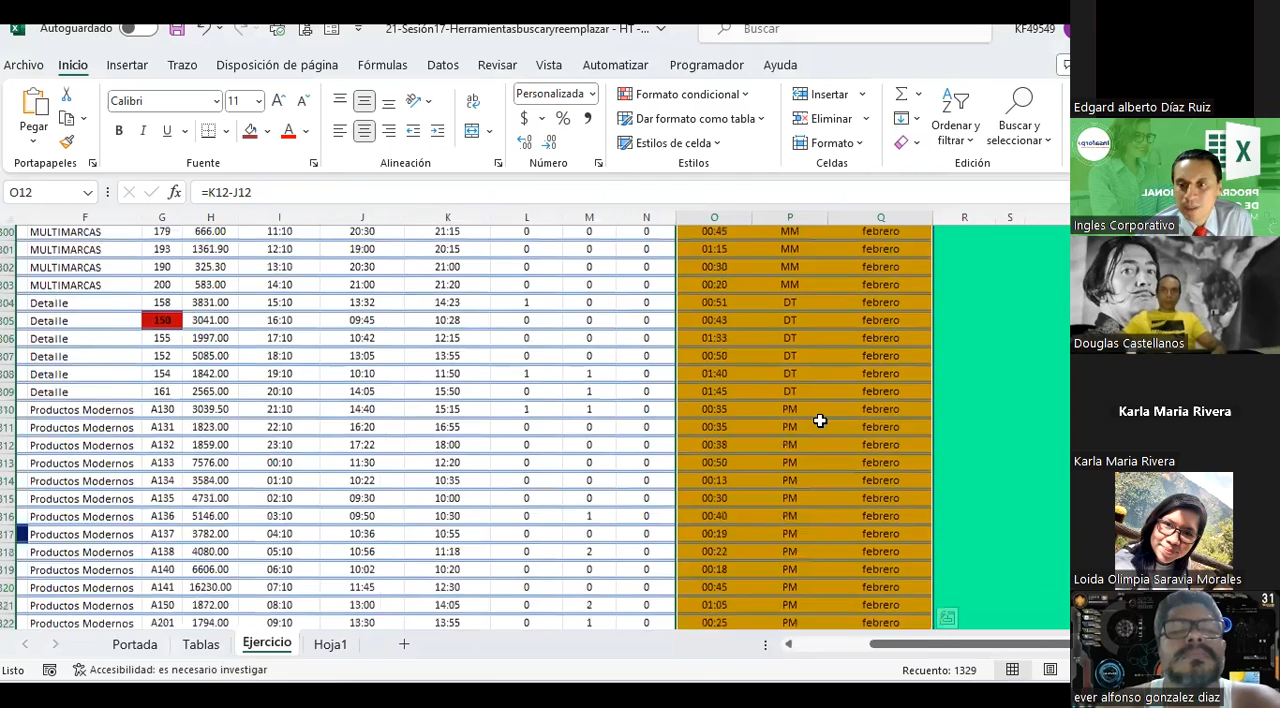 Autoguardado 21-Sesión17-Herramientasbuscaryreemplazar - HT -... Buscar KF49549
Archivo Inicio Insertar Trazo Disposición de página Fórmulas Datos Revisar Vista Automatizar Programador Ayuda
Pegar Calibri 11 Personalizada Formato condicional Insertar Ordenar y filtrar Buscar y seleccionar
Dar formato como tabla Eliminar
N K S $ % Estilos de celda Formato
Portapapeles Fuente Alineación Número Estilos Celdas Edición
O12 fx =K12-J12
F G H I J K L M N O P Q R S
300 MULTIMARCAS 179 666.00 11:10 20:30 21:15 0 0 0 00:45 MM febrero
301 MULTIMARCAS 193 1361.90 12:10 19:00 20:15 0 0 0 01:15 MM febrero
302 MULTIMARCAS 190 325.30 13:10 20:30 21:00 0 0 0 00:30 MM febrero
303 MULTIMARCAS 200 583.00 14:10 21:00 21:20 0 0 0 00:20 MM febrero
304 Detalle 158 3831.00 15:10 13:32 14:23 1 0 0 00:51 DT febrero
305 Detalle 150 3041.00 16:10 09:45 10:28 0 0 0 00:43 DT febrero
306 Detalle 155 1997.00 17:10 10:42 12:15 0 0 0 01:33 DT febrero
307 Detalle 152 5085.00 18:10 13:05 13:55 0 0 0 00:50 DT febrero
308 Detalle 154 1842.00 19:10 10:10 11:50 1 1 0 01:40 DT febrero
309 Detalle 161 2565.00 20:10 14:05 15:50 0 1 0 01:45 DT febrero
310 Productos Modernos A130 3039.50 21:10 14:40 15:15 1 1 0 00:35 PM febrero
311 Productos Modernos A131 1823.00 22:10 16:20 16:55 0 0 0 00:35 PM febrero
312 Productos Modernos A132 1859.00 23:10 17:22 18:00 0 0 0 00:38 PM febrero
313 Productos Modernos A133 7576.00 00:10 11:30 12:20 0 0 0 00:50 PM febrero
314 Productos Modernos A134 3584.00 01:10 10:22 10:35 0 0 0 00:13 PM febrero
315 Productos Modernos A135 4731.00 02:10 09:30 10:00 0 0 0 00:30 PM febrero
316 Productos Modernos A136 5146.00 03:10 09:50 10:30 0 1 0 00:40 PM febrero
317 Productos Modernos A137 3782.00 04:10 10:36 10:55 0 0 0 00:19 PM febrero
318 Productos Modernos A138 4080.00 05:10 10:56 11:18 0 2 0 00:22 PM febrero
319 Productos Modernos A140 6606.00 06:10 10:02 10:20 0 0 0 00:18 PM febrero
320 Productos Modernos A141 16230.00 07:10 11:45 12:30 0 0 0 00:45 PM febrero
321 Productos Modernos A150 1872.00 08:10 13:00 14:05 0 2 0 01:05 PM febrero
322 Productos Modernos A201 1794.00 09:10 13:30 13:55 0 1 0 00:25 PM febrero
Portada Tablas Ejercicio Hoja1
Listo Accesibilidad: es necesario investigar Recuento: 1329
Edgard alberto Díaz Ruiz
Ingles Corporativo
Douglas Castellanos
Karla Maria Rivera
Karla Maria Rivera
Loida Olimpia Saravia Morales
31
ever alfonso gonzalez diaz